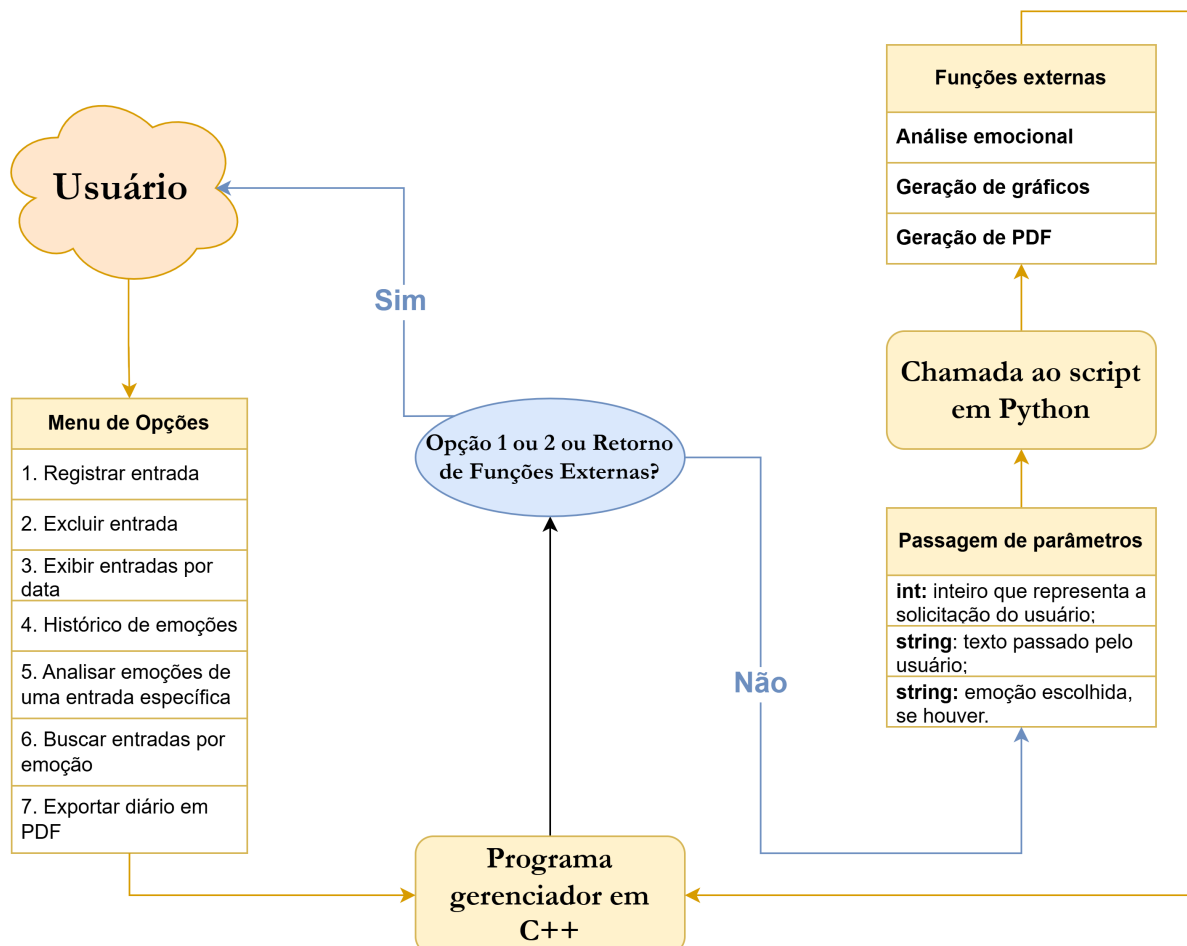 Usuário
Sim
Menu de Opções
1. Registrar entrada
2. Excluir entrada
3. Exibir entradas por
data
4. Histórico de emoções
5. Analisar emoções de
uma entrada específica
6. Buscar entradas por
emoção
7. Exportar diário em
PDF
Opção 1 ou 2 ou Retorno
de Funções Externas?
Não
Programa
gerenciador em
C++
Funções externas
Análise emocional
Geração de gráficos
Geração de PDF
Chamada ao script
em Python
Passagem de parâmetros
int: inteiro que representa a
solicitação do usuário;
string: texto passado pelo
usuário;
string: emoção escolhida,
se houver.